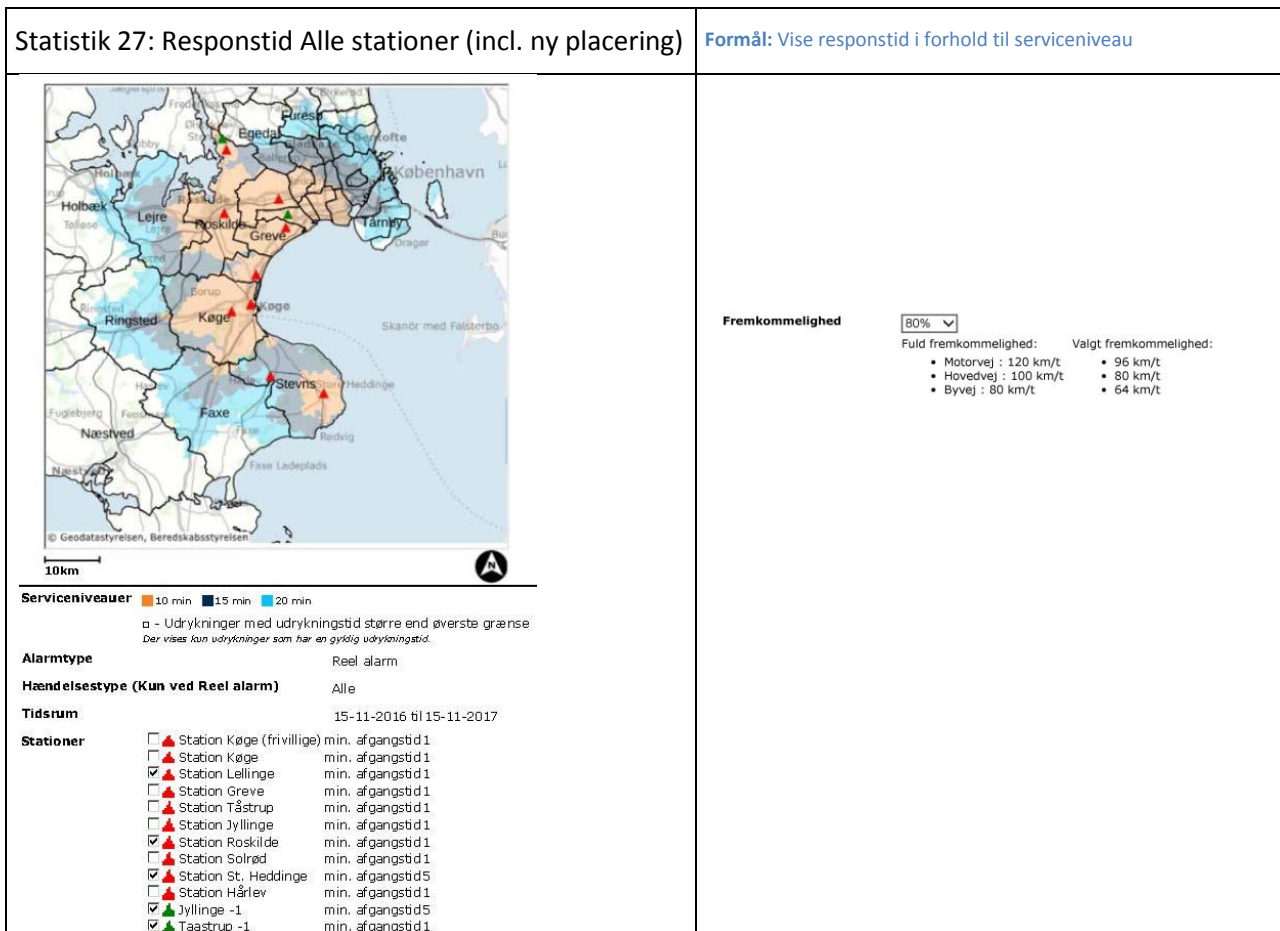 Statistik 27: Responstid Alle stationer (incl. ny placering)
Formål: Vise responstid i forhold til serviceniveau
Egedal
Furesø
København
Holbæk
Holbæk
Tølløse
Lejre
Lejre
Roskilde
Greve
Tårnby
Dragør
Borup
Køge
Køge
Ringsted
Ringsted
Skanör med Falsterbo
Stevns
Store Heddinge
Haslev
Faxe
Faxe
Fuglebjerg
Næstved
Næstved
Rødvig
Faxe Ladeplads
© Geodatastyrelsen, Beredskabsstyrelsen
10km
N
Serviceniveauer 10 min 15 min 20 min
- Udrykninger med udrykningstid større end øverste grænse
Der vises kun udrykninger som har en gyldig udrykningstid.
Alarmtype Reel alarm
Hændelsestype (Kun ved Reel alarm) Alle
Tidsrum 15-11-2016 til 15-11-2017
Stationer Station Køge (frivillige) min. afgangstid 1
Station Køge min. afgangstid 1
Station Lellinge min. afgangstid 1
Station Greve min. afgangstid 1
Station Tåstrup min. afgangstid 1
Station Jyllinge min. afgangstid 1
Station Roskilde min. afgangstid 1
Station Solrød min. afgangstid 1
Station St. Heddinge min. afgangstid 5
Station Hårlev min. afgangstid 1
Jyllinge -1 min. afgangstid 5
Taastrup -1 min. afgangstid 1
Fremkommelighed 80%
Fuld fremkommelighed: Valgt fremkommelighed:
• Motorvej : 120 km/t • 96 km/t
• Hovedvej : 100 km/t • 80 km/t
• Byvej : 80 km/t • 64 km/t